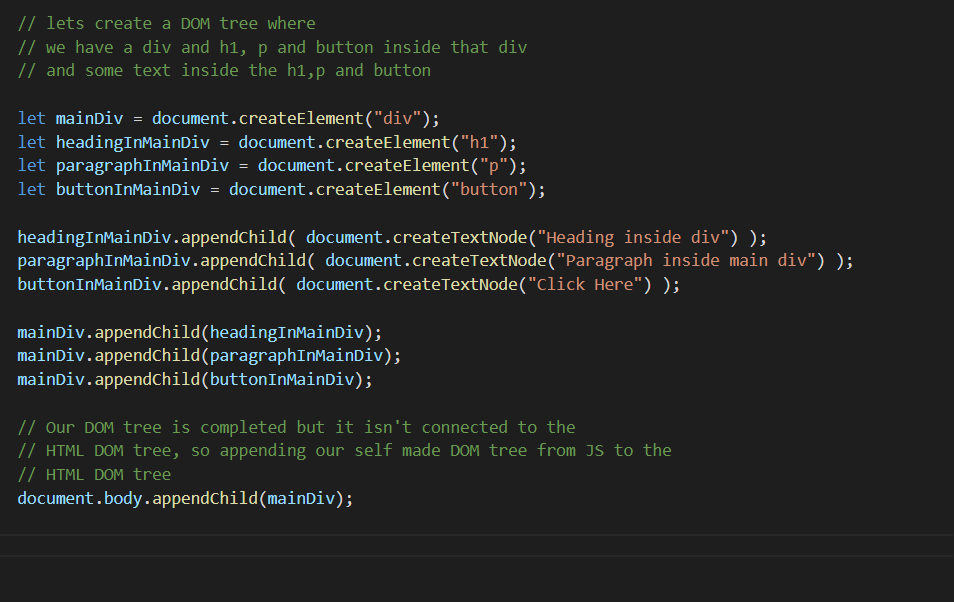 // lets create a DOM tree where
// we have a div and h1, p and button inside that div
// and some text inside the h1,p and button
let mainDiv = document.createElement("div");
let headingInMainDiv = document.createElement("h1");
let paragraphInMainDiv = document.createElement("p");
let buttonInMainDiv = document.createElement("button");
headingInMainDiv.appendChild( document.createTextNode("Heading inside div") );
paragraphInMainDiv.appendChild( document.createTextNode("Paragraph inside main div") );
buttonInMainDiv.appendChild( document.createTextNode("Click Here") );
mainDiv.appendChild(headingInMainDiv);
mainDiv.appendChild(paragraphInMainDiv);
mainDiv.appendChild(buttonInMainDiv);
// Our DOM tree is completed but it isn't connected to the
// HTML DOM tree, so appending our self made DOM tree from JS to the
// HTML DOM tree
document.body.appendChild(mainDiv);